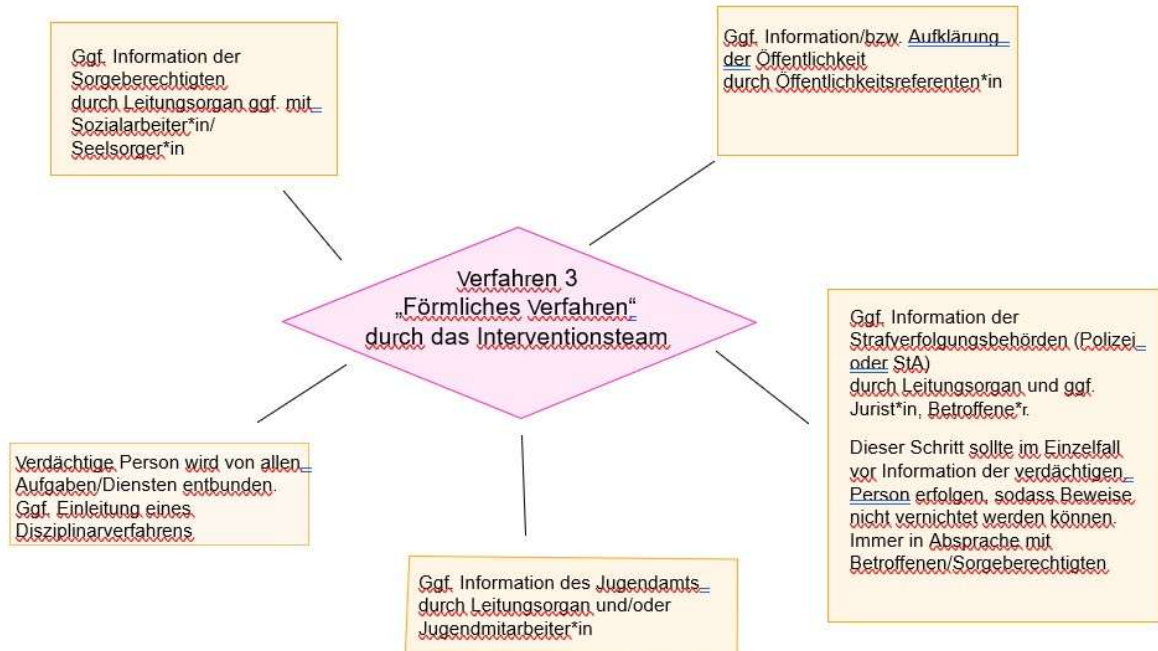 Ggf. Information der
Sorgeberechtigten
durch Leitungsorgan ggf. mit
Sozialarbeiter*in/
Seelsorger*in
Ggf. Information/bzw. Aufklärung
der Öffentlichkeit
durch Öffentlichkeitsreferenten*in
Verfahren 3
„Förmliches Verfahren“
durch das Interventionsteam
Ggf. Information der
Strafverfolgungsbehörden (Polizei
oder StA)
durch Leitungsorgan und ggf.
Jurist*in, Betroffene*r.
Dieser Schritt sollte im Einzelfall
vor Information der verdächtigen
Person erfolgen, sodass Beweise
nicht vernichtet werden können.
Immer in Absprache mit
Betroffenen/Sorgeberechtigten
Verdächtige Person wird von allen
Aufgaben/Diensten entbunden.
Ggf. Einleitung eines
Disziplinarverfahrens
Ggf. Information des Jugendamts
durch Leitungsorgan und/oder
Jugendmitarbeiter*in